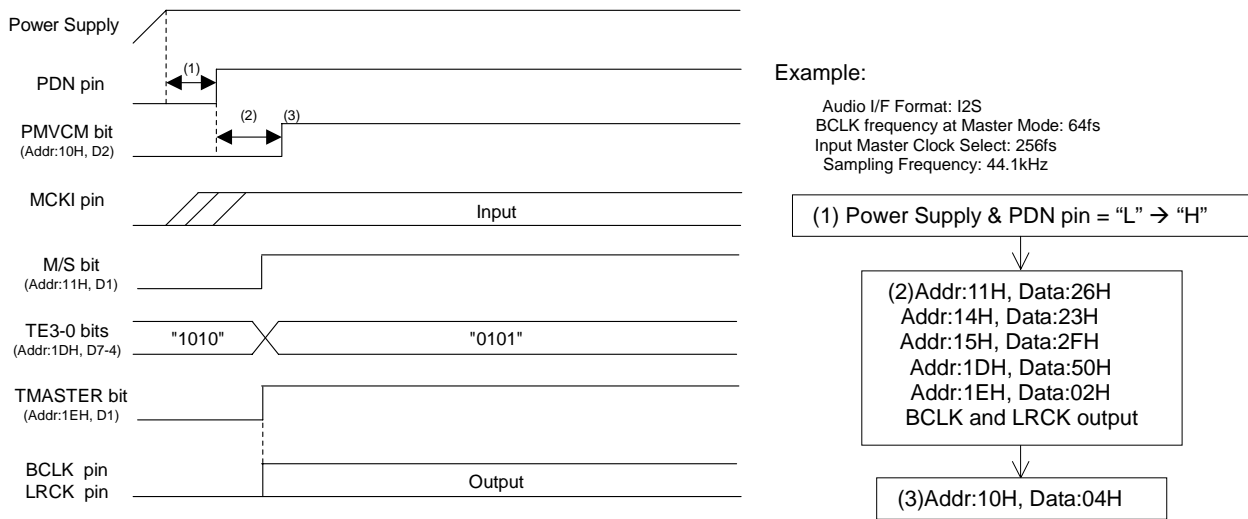 Power Supply
(1)
PDN pin
(2)
(3)
PMVCM bit
(Addr:10H, D2)
MCKI pin
Input
M/S bit
(Addr:11H, D1)
TE3-0 bits
(Addr:1DH, D7-4)
"1010"
"0101"
TMASTER bit
(Addr:1EH, D1)
BCLK pin
LRCK pin
Output
Example:
Audio I/F Format: I2S
BCLK frequency at Master Mode: 64fs
Input Master Clock Select: 256fs
Sampling Frequency: 44.1kHz
(1) Power Supply & PDN pin = “L” → “H”
(2)Addr:11H, Data:26H
Addr:14H, Data:23H
Addr:15H, Data:2FH
Addr:1DH, Data:50H
Addr:1EH, Data:02H
BCLK and LRCK output
(3)Addr:10H, Data:04H